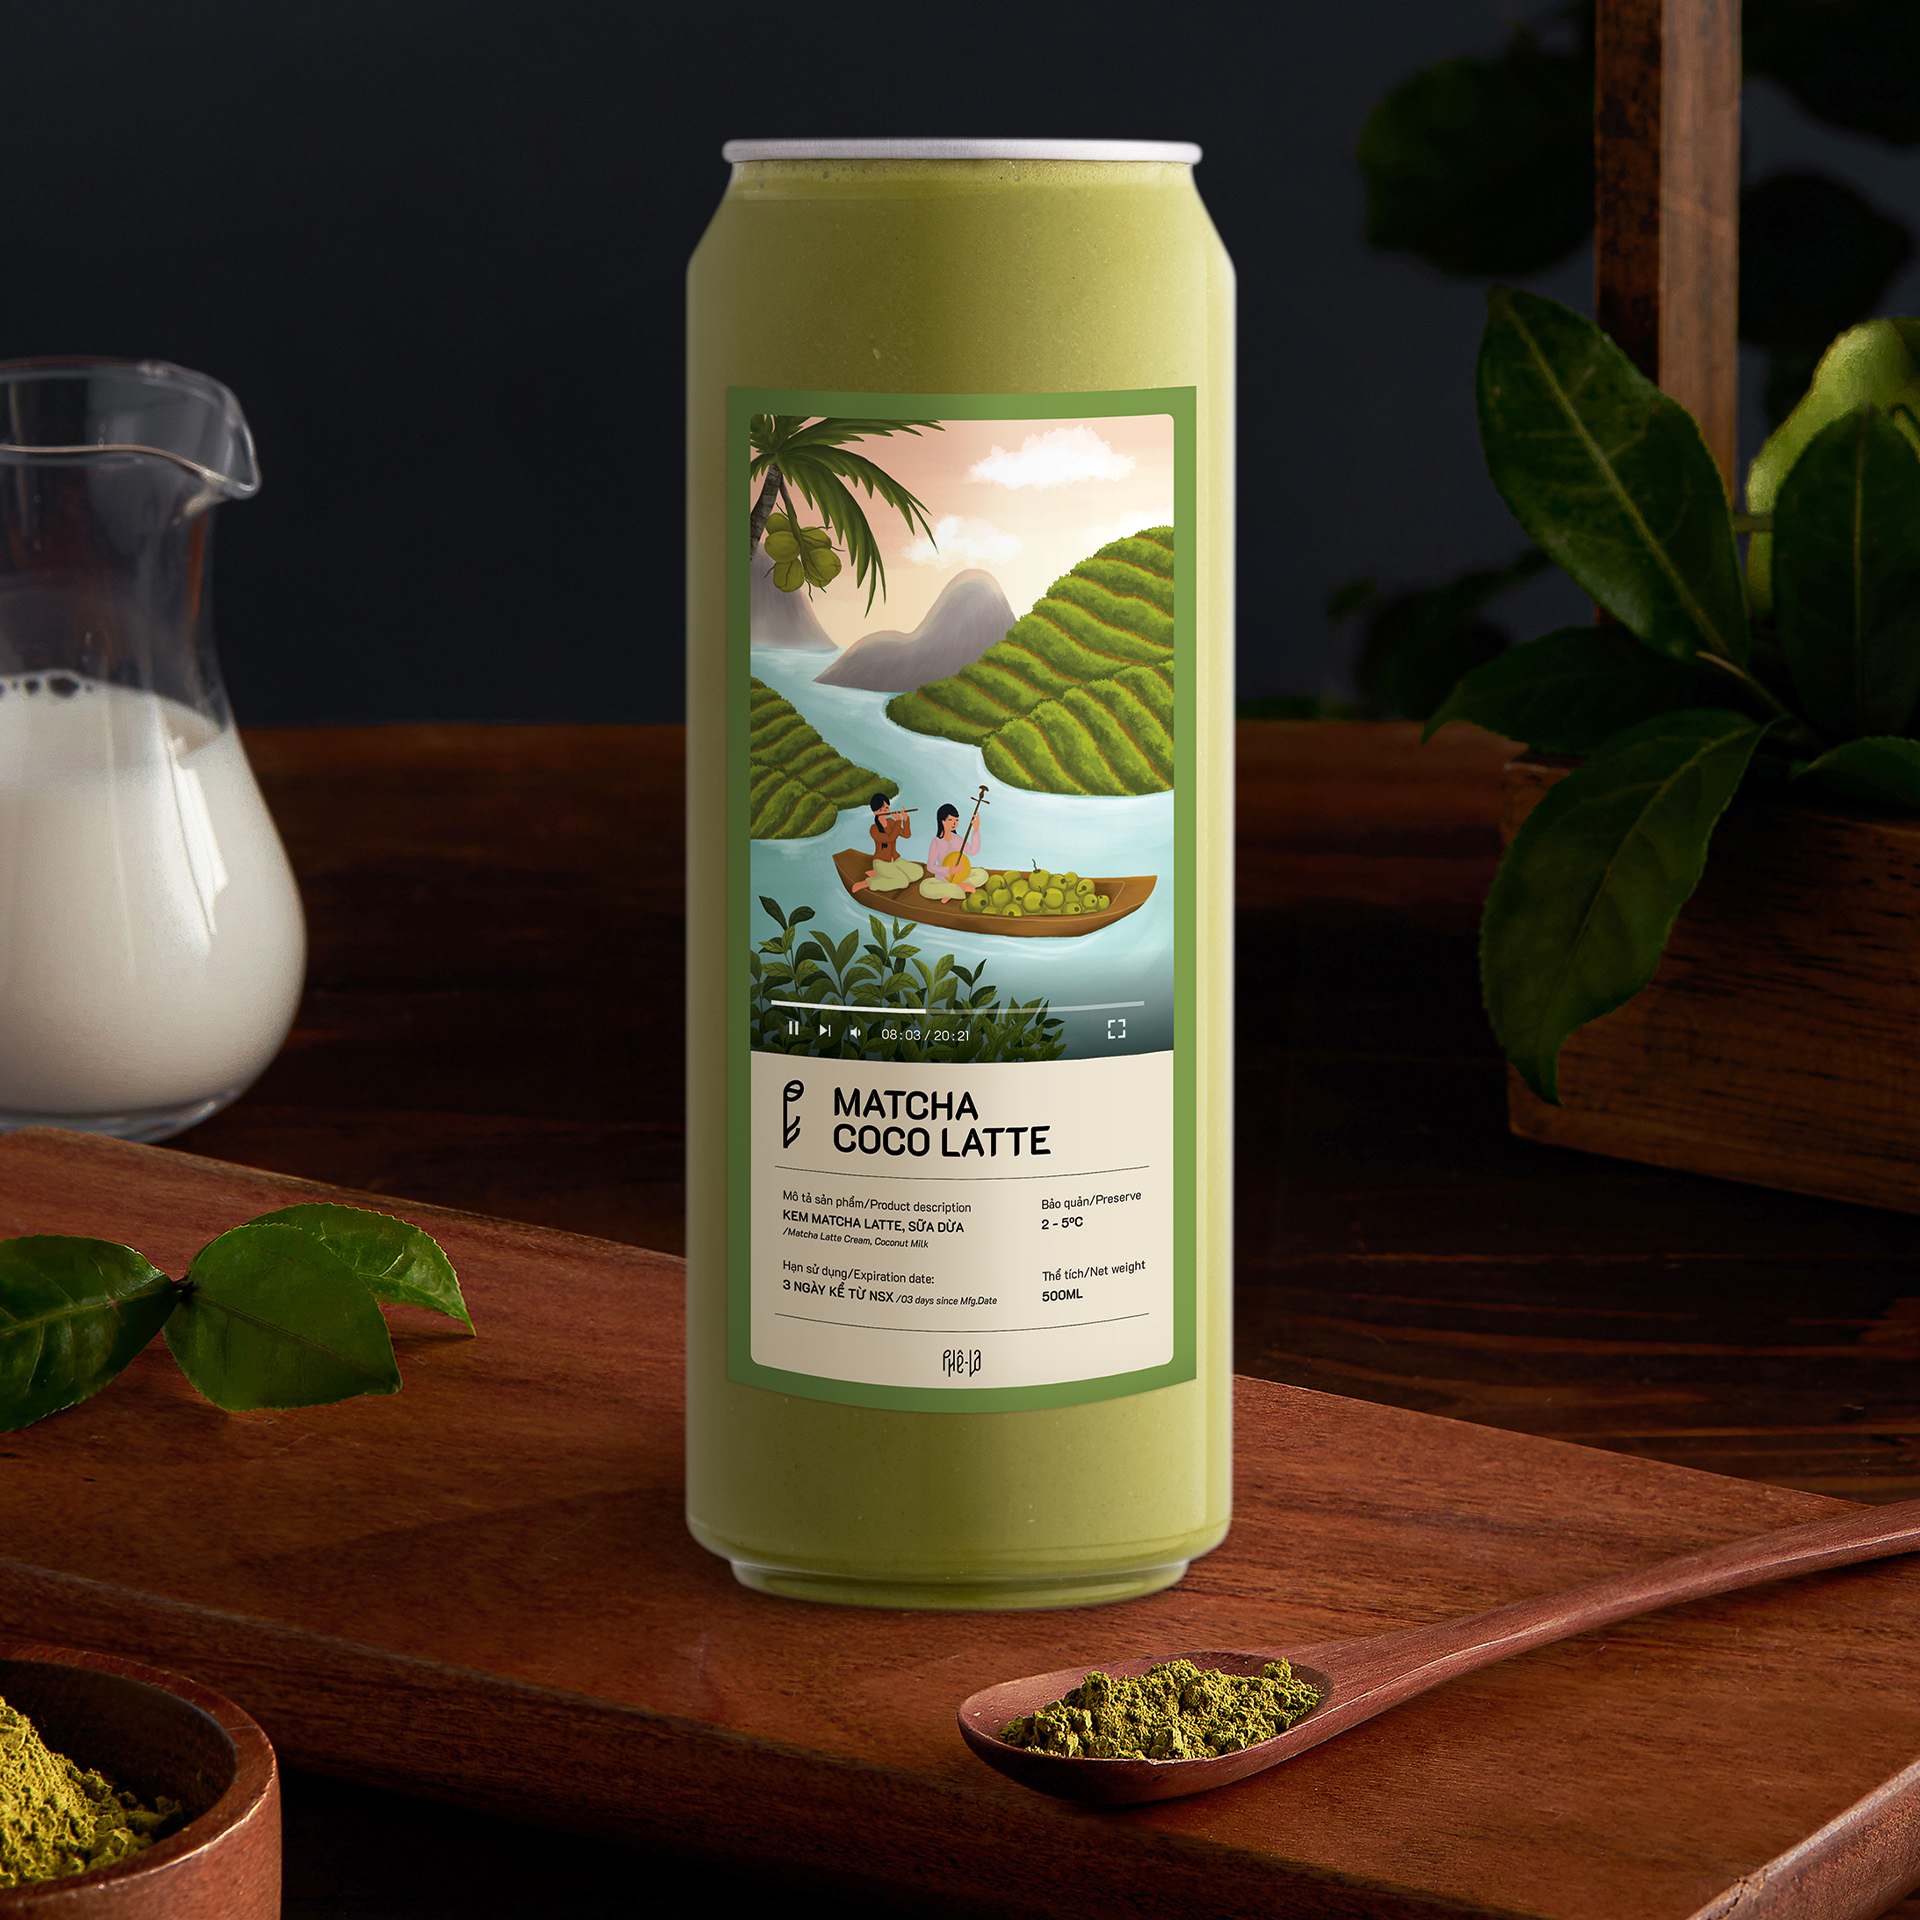 08:03 / 20:21
MATCHA
COCO LATTE
Mô tả sản phẩm/Product description
KEM MATCHA LATTE, SỮA DỪA
/Matcha Latte Cream, Coconut Milk
Bảo quản/Preserve
2 - 5ºC
Hạn sử dụng/Expiration date:
3 NGÀY KỂ TỪ NSX /03 days since Mfg.Date
Thể tích/Net weight
500ML
PHÊ-LA